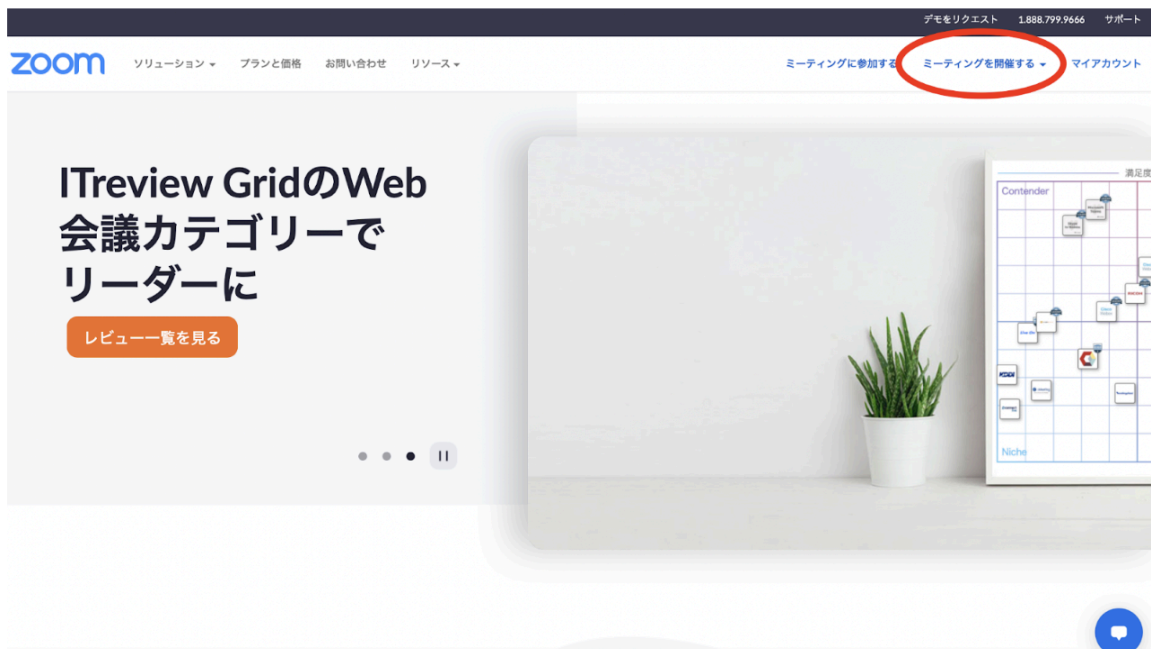 デモをリクエスト 1.888.799.9666 サポート
zoom ソリューション プランと価格 お問い合わせ リソース ミーティングに参加する ミーティングを開催する マイアカウント
ITreview GridのWeb
会議カテゴリーで
リーダーに
レビュー一覧を見る
満足度
Contender
Niche